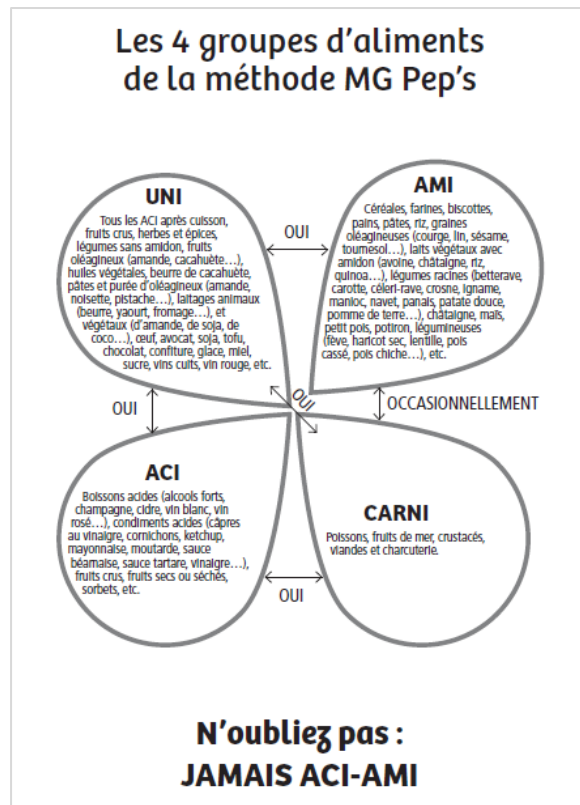 Les 4 groupes d'aliments
de la méthode MG Pep's
UNI
Tous les ACI après cuisson,
fruits crus, herbes et épices,
légumes sans amidon, fruits
oléagineux (amande, cacahuète…),
huiles végétales, beurre de cacahuète,
pâtes et purée d'oléagineux (amande,
noisette, pistache…), laitages animaux
(beurre, yaourt, fromage…), et
végétaux (d'amande, de soja, de
coco…), œuf, avocat, soja, tofu,
chocolat, confiture, glace, miel,
sucre, vins cuits, vin rouge, etc.
OUI
AMI
Céréales, farines, biscottes,
pains, pâtes, riz, graines
oléagineuses (courge, lin, sésame,
tournesol…), laits végétaux avec
amidon (avoine, châtaigne, riz,
quinoa…), légumes racines (betterave,
carotte, céleri-rave, crosne, igname,
manioc, navet, panais, patate douce,
pomme de terre…), châtaigne, maïs,
petit pois, potiron, légumineuses
(fève, haricot sec, lentille, pois
cassé, pois chiche…), etc.
OUI
OUI
OCCASIONNELLEMENT
ACI
Boissons acides (alcools forts,
champagne, cidre, vin blanc, vin
rosé…), condiments acides (câpres
au vinaigre, cornichons, ketchup,
mayonnaise, moutarde, sauce
béarnaise, sauce tartare, vinaigre…),
fruits crus, fruits secs ou séchés,
sorbets, etc.
OUI
CARNI
Poissons, fruits de mer, crustacés,
viandes et charcuterie.
N'oubliez pas :
JAMAIS ACI-AMI